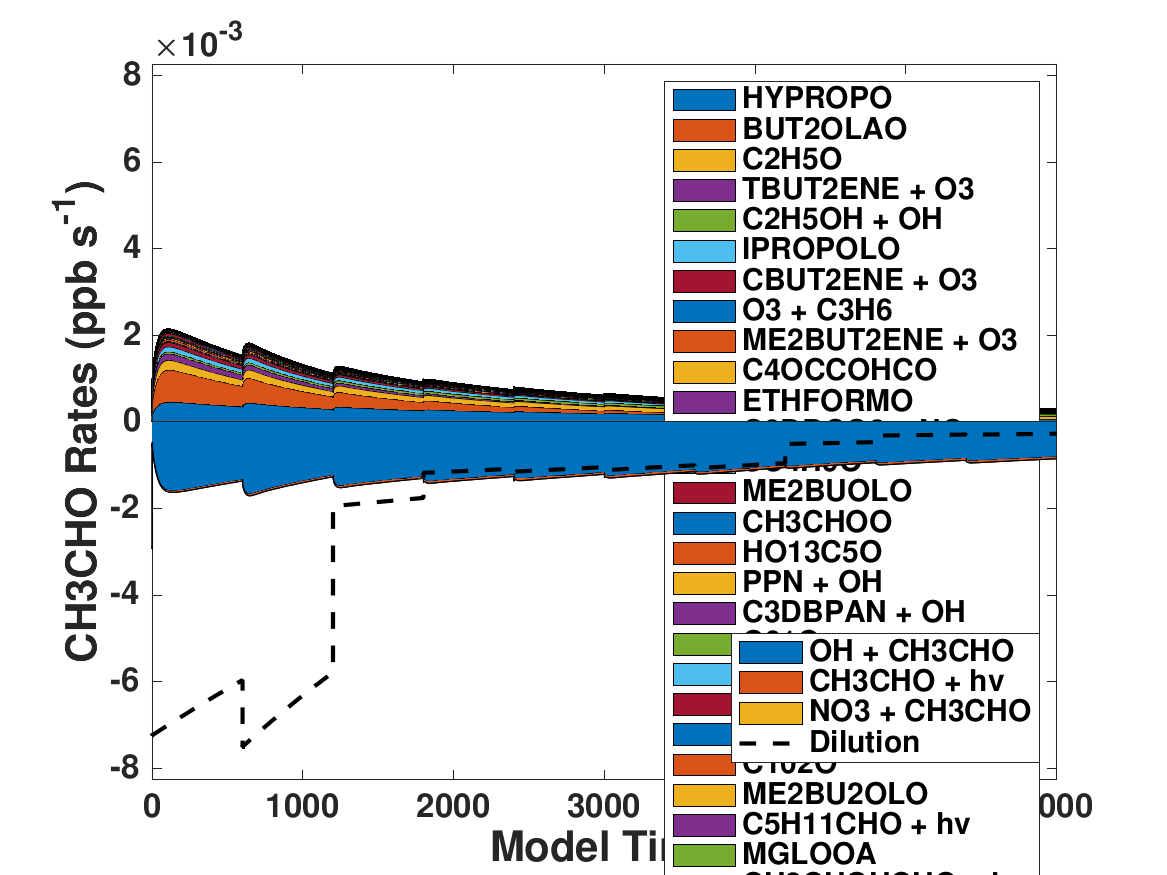 ×10-3
8
6
4
2
0
-2
-4
-6
-8
CH3CHO Rates (ppb s-1)
0
1000
2000
3000
000
Model Ti
HYPROPO
BUT2OLAO
C2H5O
TBUT2ENE + O3
C2H5OH + OH
IPROPOLO
CBUT2ENE + O3
O3 + C3H6
ME2BUT2ENE + O3
C4OCCOHCO
ETHFORMO
ME2BUOLO
CH3CHOO
HO13C5O
PPN + OH
C3DBPAN + OH
OH + CH3CHO
CH3CHO + hv
NO3 + CH3CHO
Dilution
ME2BU2OLO
C5H11CHO + hv
MGLOOA